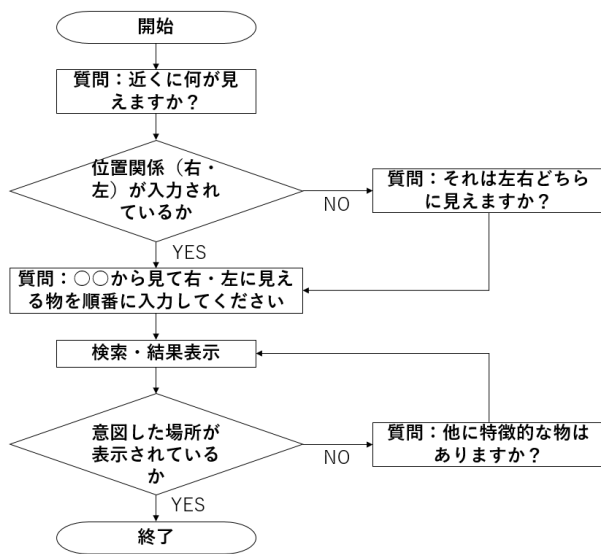 開始
質問：近くに何が見
えますか？
位置関係（右・
左）が入力され
ているか
NO
質問：それは左右どちら
に見えますか？
YES
質問：○○から見て右・左に見え
る物を順番に入力してください
検索・結果表示
意図した場所が
表示されている
か
NO
質問：他に特徴的な物は
ありますか？
YES
終了